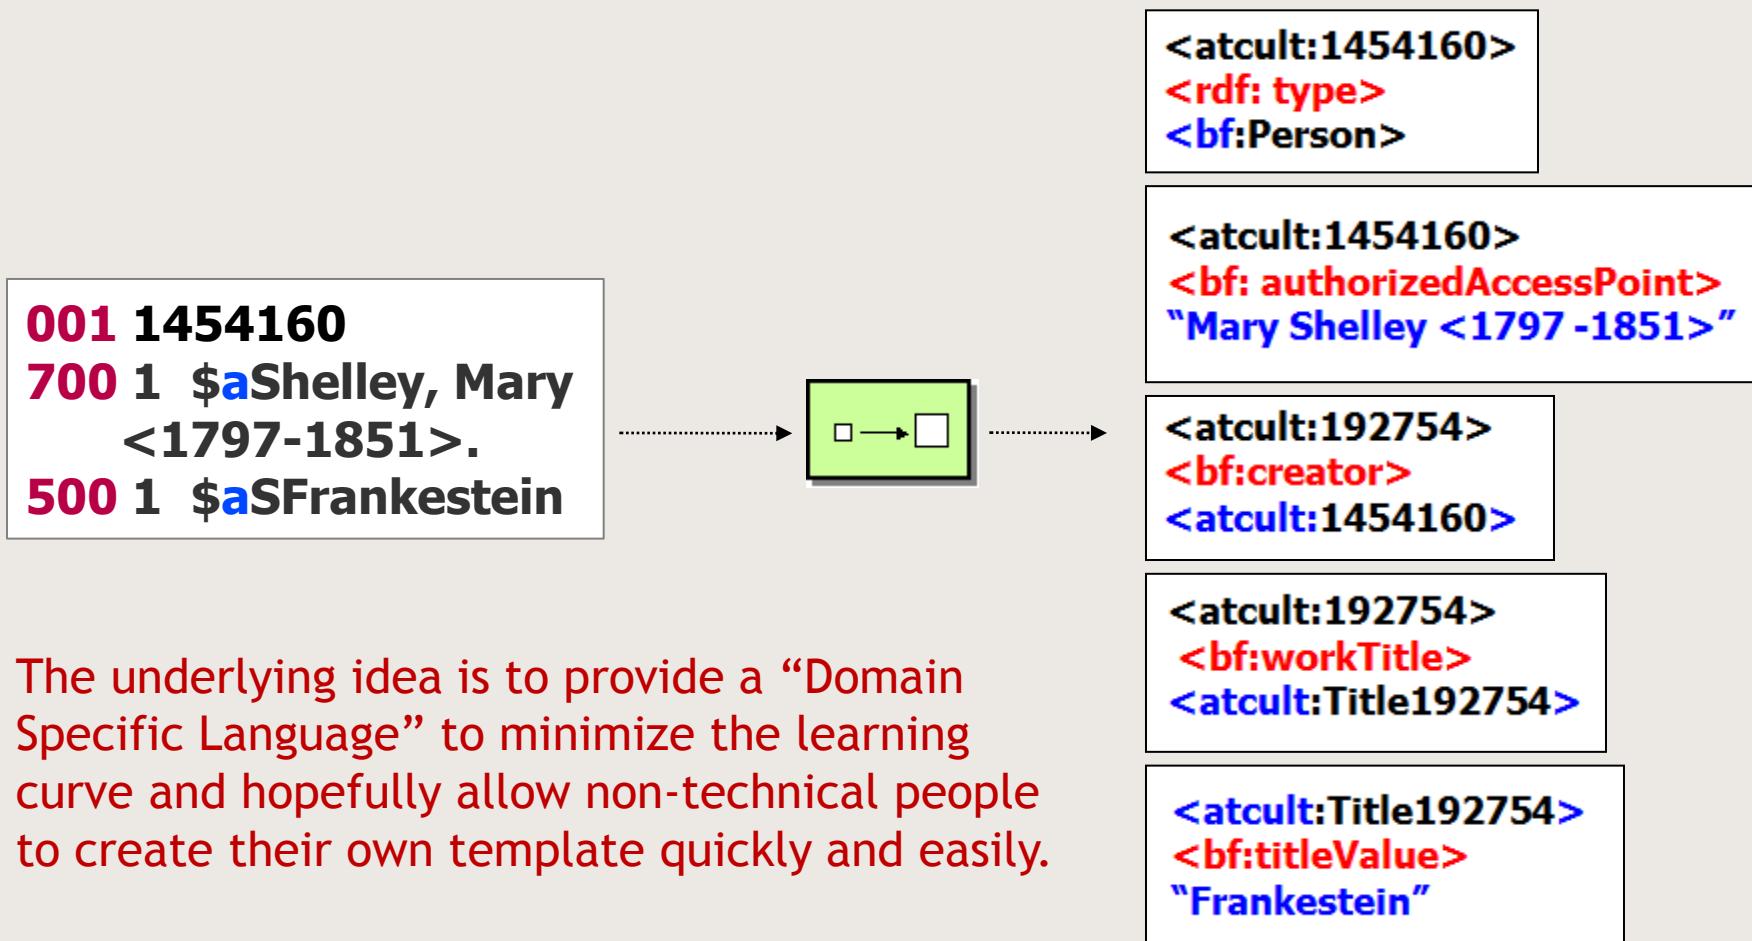 001 1454160
700 1 $aShelley, Mary
<1797-1851>.
500 1 $aSFrankestein
The underlying idea is to provide a “Domain
Specific Language” to minimize the learning
curve and hopefully allow non-technical people
to create their own template quickly and easily.
<atcult:1454160>
<rdf: type>
<bf:Person>
<atcult:1454160>
<bf: authorizedAccessPoint>
“Mary Shelley <1797 -1851>”
<atcult:192754>
<bf:creator>
<atcult:1454160>
<atcult:192754>
<bf:workTitle>
<atcult:Title192754>
<atcult:Title192754>
<bf:titleValue>
“Frankestein”